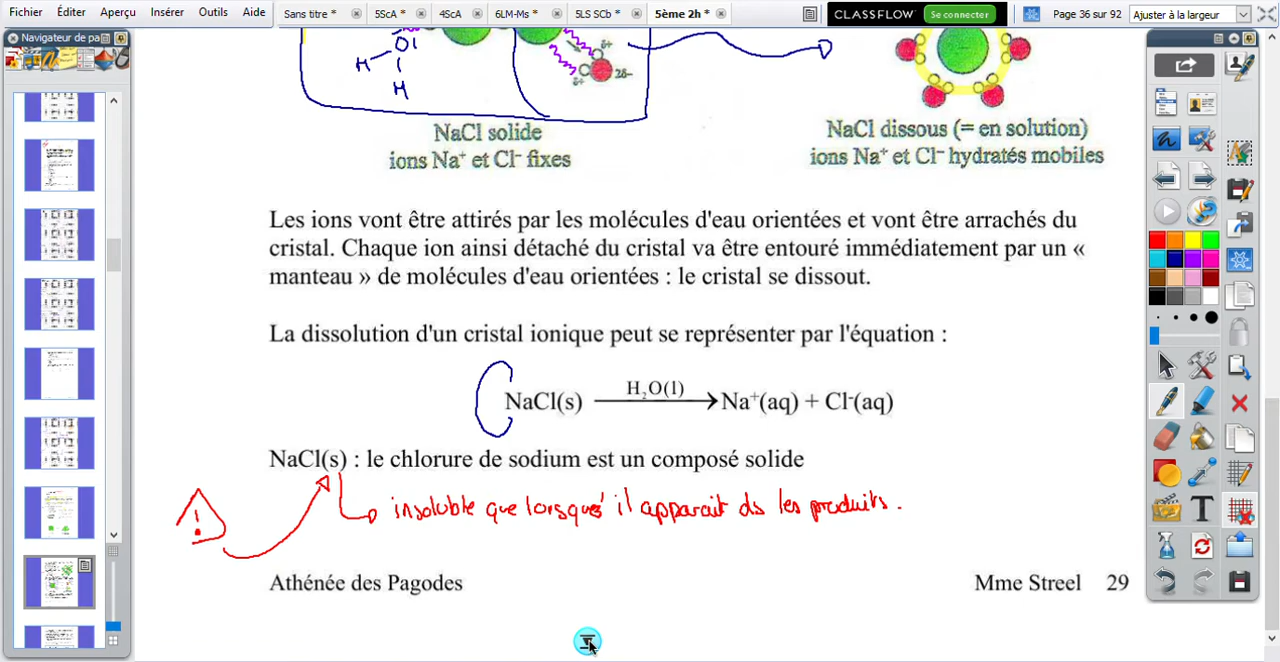 Fichier Éditer Aperçu Insérer Outils Aide
Sans titre * 5ScA * 4ScA 6LM-Ms * 5LS SCb * 5ème 2h *
CLASSFLOW Se connecter
Page 36 sur 92 Ajuster à la largeur
Navigateur de pa
H O H
δ+ 2δ-
δ+
NaCl solide
ions Na⁺ et Cl⁻ fixes
NaCl dissous (= en solution)
ions Na⁺ et Cl⁻ hydratés mobiles
Les ions vont être attirés par les molécules d'eau orientées et vont être arrachés du
cristal. Chaque ion ainsi détaché du cristal va être entouré immédiatement par un «
manteau » de molécules d'eau orientées : le cristal se dissout.
La dissolution d'un cristal ionique peut se représenter par l'équation :
H₂O(l)
NaCl(s) ⟶ Na⁺(aq) + Cl⁻(aq)
NaCl(s) : le chlorure de sodium est un composé solide
! insoluble que lorsqu'il apparait ds les produits.
Athénée des Pagodes Mme Streel 29